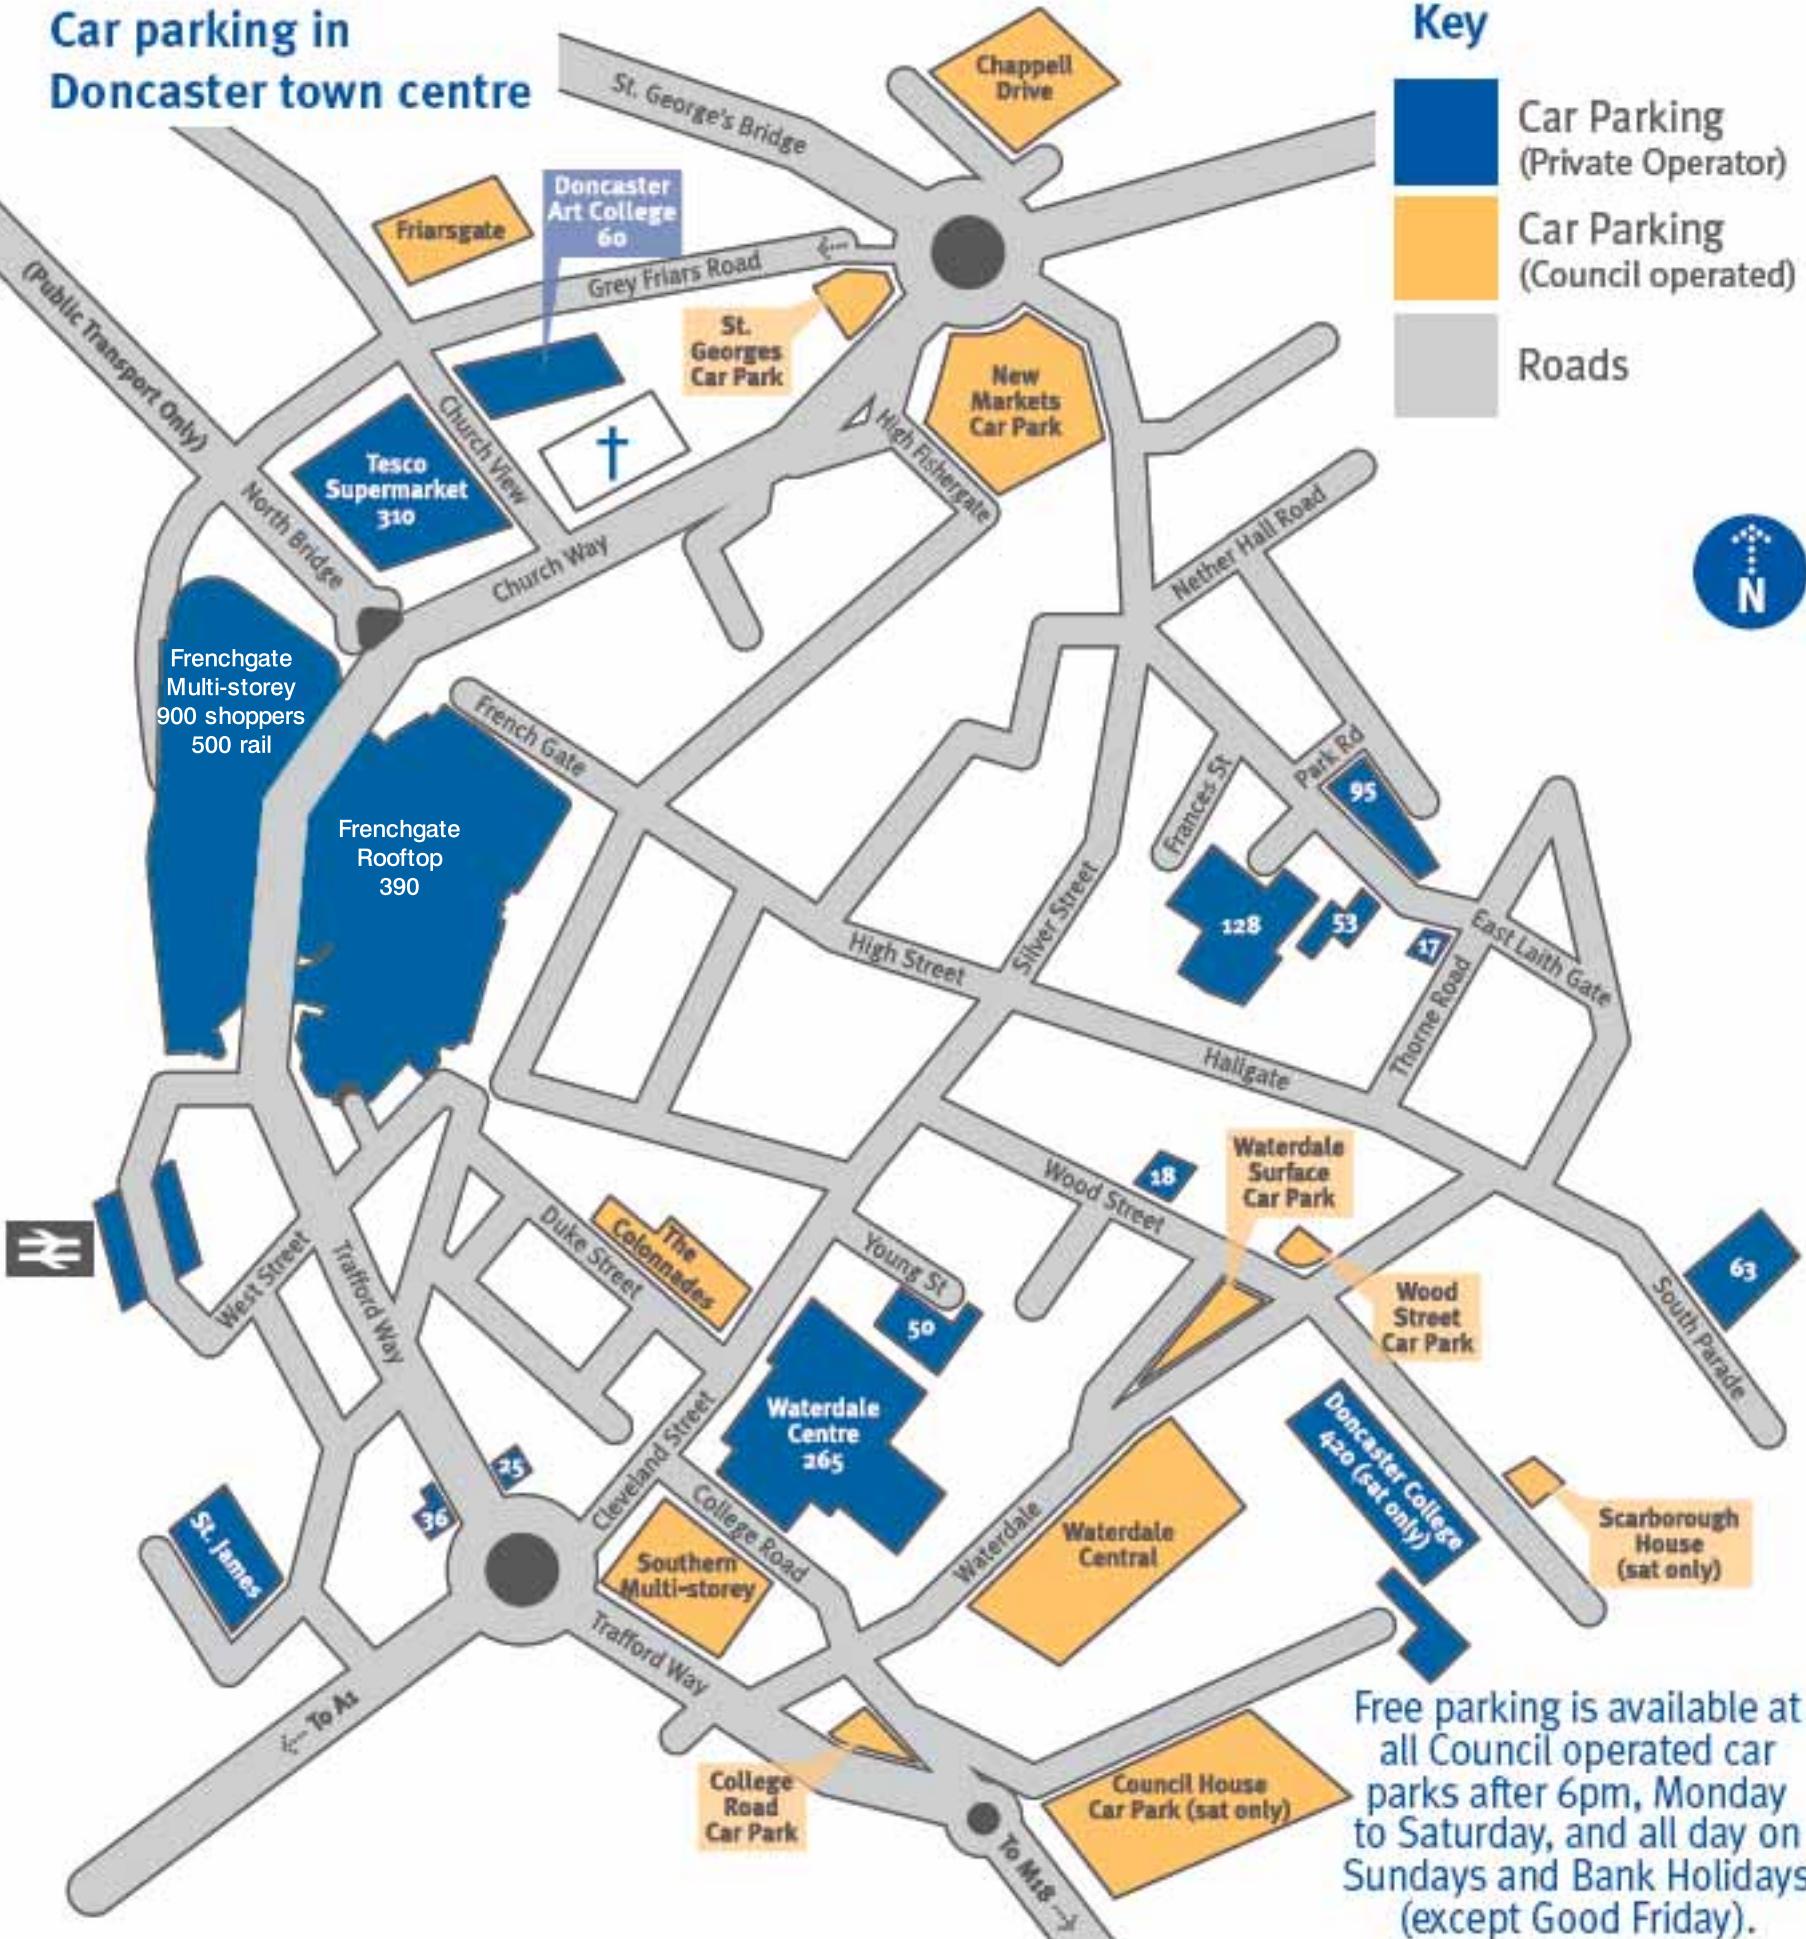 Car parking in
Doncaster town centre
Key
Car Parking
(Private Operator)
Car Parking
(Council operated)
Roads
N
St. George's Bridge
Chappell
Drive
Friarsgate
Doncaster
Art College
60
Grey Friars Road
St.
Georges
Car Park
New
Markets
Car Park
(Public Transport Only)
Church View
High Fishergate
Tesco
Supermarket
310
North Bridge
Church Way
Nether Hall Road
Frenchgate
Multi-storey
900 shoppers
500 rail
French Gate
Frenchgate
Rooftop
390
Park Rd
95
Frances St
128
53
17
East Laith Gate
Silver Street
High Street
Thorne Road
Hallgate
Waterdale
Surface
Car Park
18
Wood Street
Duke Street
The
Colonnades
Young St
West Street
Trafford Way
50
Wood
Street
Car Park
63
South Parade
Waterdale
Centre
265
Cleveland Street
Doncaster College
420 (sat only)
25
36
St. James
College Road
Southern
Multi-storey
Waterdale
Waterdale
Central
Scarborough
House
(sat only)
Trafford Way
To A1
College
Road
Car Park
Council House
Car Park (sat only)
To M18
Free parking is available at
all Council operated car
parks after 6pm, Monday
to Saturday, and all day on
Sundays and Bank Holidays
(except Good Friday).